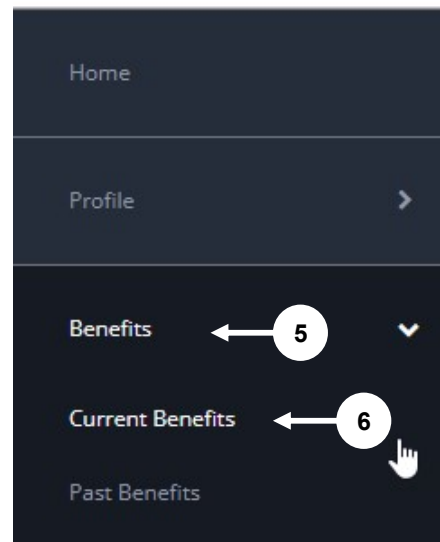 Home
Profile
Benefits 5
Current Benefits 6
Past Benefits